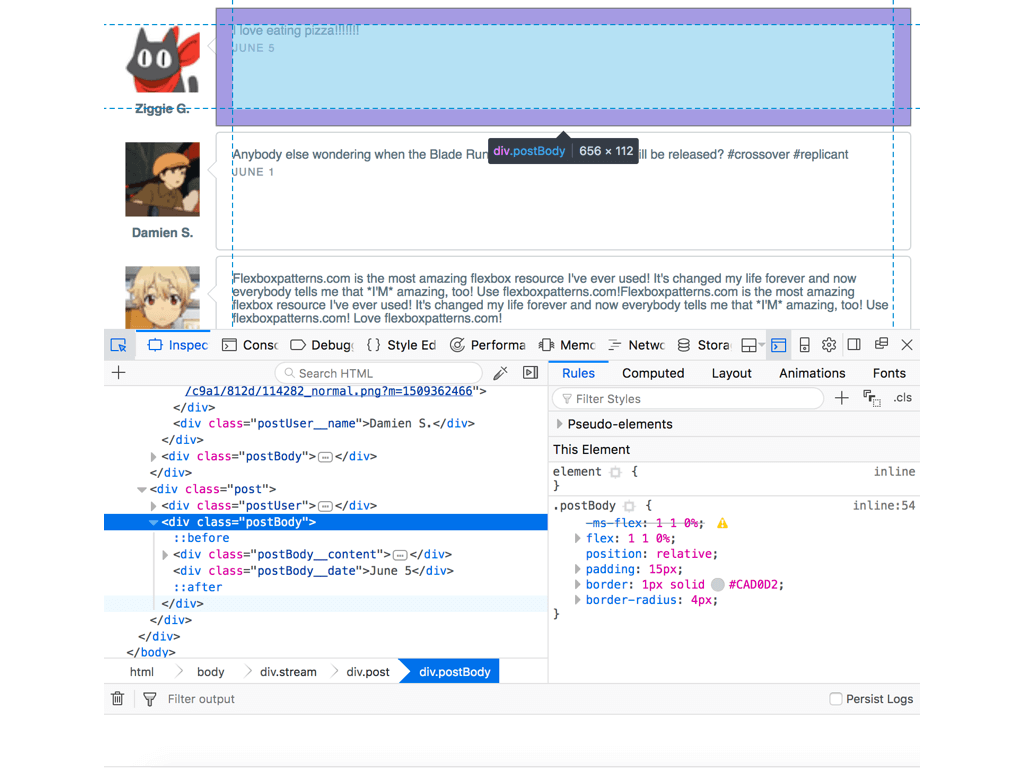 I love eating pizza!!!!!!!
JUNE 5
Ziggie G.
div.postBody 656 × 112
Anybody else wondering when the Blade Run ill be released? #crossover #replicant
JUNE 1
Damien S.
Flexboxpatterns.com is the most amazing flexbox resource I've ever used! It's changed my life forever and now
everybody tells me that *I'M* amazing, too! Use flexboxpatterns.com!Flexboxpatterns.com is the most amazing
flexbox resource I've ever used! It's changed my life forever and now everybody tells me that *I'M* amazing, too! Use
flexboxpatterns.com! Love flexboxpatterns.com!
Inspec Cons Debug {} Style Ed Performa Memo Netwo Stora
Search HTML
/c9a1/812d/114282_normal.png?m=1509362466">
</div>
<div class="postUser__name">Damien S.</div>
</div>
<div class="postBody"></div>
</div>
<div class="post">
<div class="postUser"></div>
<div class="postBody">
::before
<div class="postBody__content"></div>
<div class="postBody__date">June 5</div>
::after
</div>
</div>
</div>
</body>
html body div.stream div.post div.postBody
Rules Computed Layout Animations Fonts
Filter Styles + .cls
Pseudo-elements
This Element
element { inline
}
.postBody { inline:54
-ms-flex: 1 1 0%;
flex: 1 1 0%;
position: relative;
padding: 15px;
border: 1px solid #CAD0D2;
border-radius: 4px;
}
Filter output Persist Logs